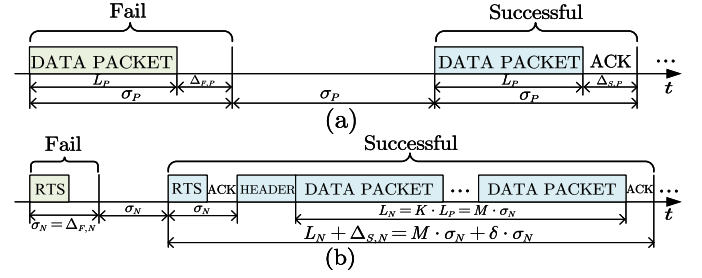 Fail Successful
DATA PACKET DATA PACKET ACK ...
L_P Δ_{F,P} L_P Δ_{S,P} t
σ_P σ_P σ_P
(a)
Fail Successful
RTS RTS ACK HEADER DATA PACKET ... DATA PACKET ACK ...
σ_N = Δ_{F,N} σ_N σ_N L_N = K · L_P = M · σ_N t
L_N + Δ_{S,N} = M · σ_N + δ · σ_N
(b)